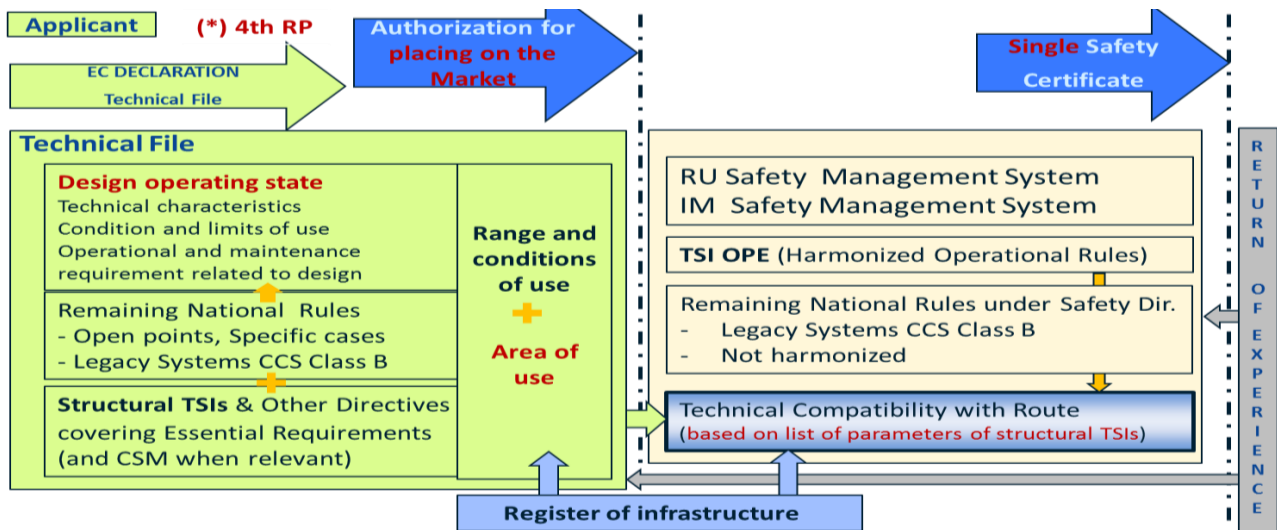 Applicant
(*) 4th RP
EC DECLARATION
Technical File
Authorization for
placing on the
Market
Single Safety
Certificate
Technical File
Design operating state
Technical characteristics
Condition and limits of use
Operational and maintenance
requirement related to design
Remaining National Rules
- Open points, Specific cases
- Legacy Systems CCS Class B
Structural TSIs & Other Directives
covering Essential Requirements
(and CSM when relevant)
Range and
conditions
of use
Area of
use
RU Safety Management System
IM Safety Management System
TSI OPE (Harmonized Operational Rules)
Remaining National Rules under Safety Dir.
- Legacy Systems CCS Class B
- Not harmonized
Technical Compatibility with Route
(based on list of parameters of structural TSIs)
Register of infrastructure
RETURN OF EXPERIENCE